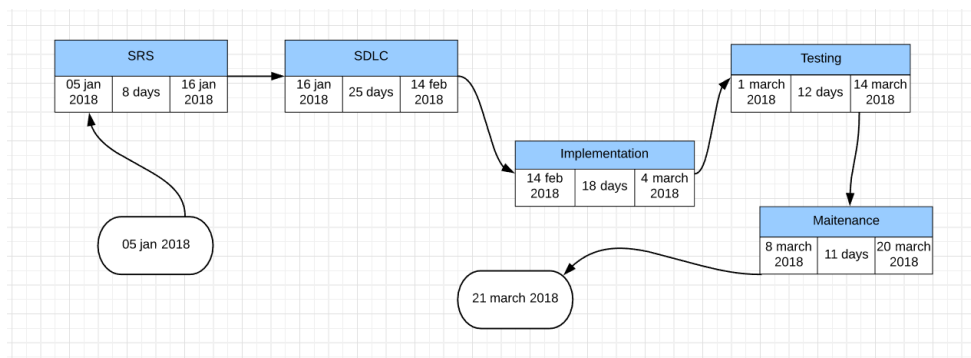 SRS
05 jan
2018
8 days
16 jan
2018
SDLC
16 jan
2018
25 days
14 feb
2018
Implementation
14 feb
2018
18 days
4 march
2018
Testing
1 march
2018
12 days
14 march
2018
Maitenance
8 march
2018
11 days
20 march
2018
05 jan 2018
21 march 2018